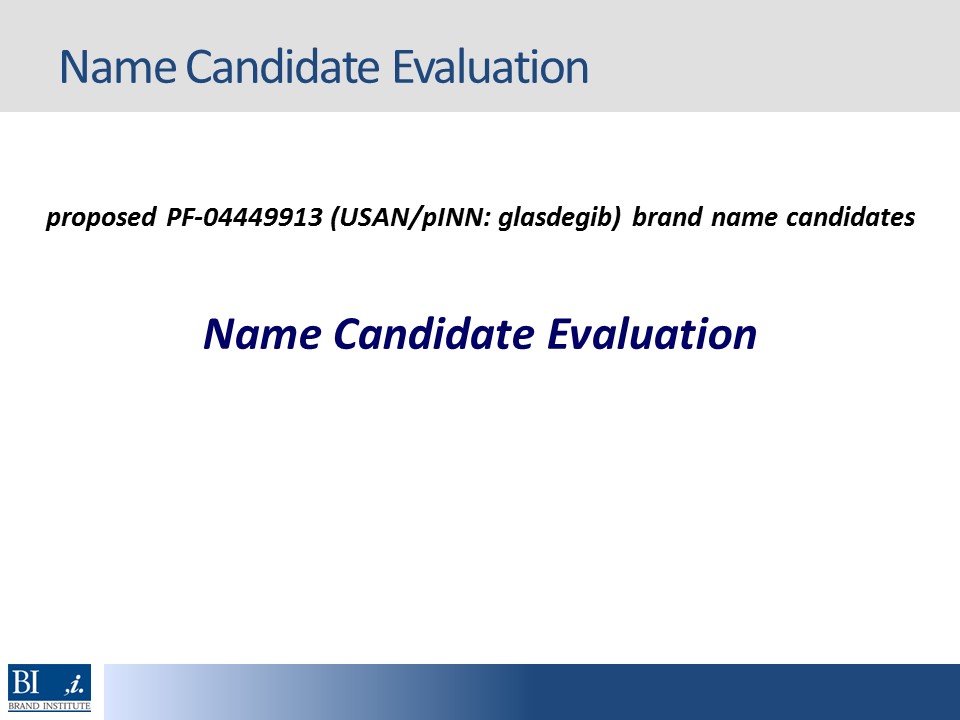 Name Candidate Evaluation
proposed PF-04449913 (USAN/pINN: glasdegib) brand name candidates
Name Candidate Evaluation
BI ,i.
BRAND INSTITUTE